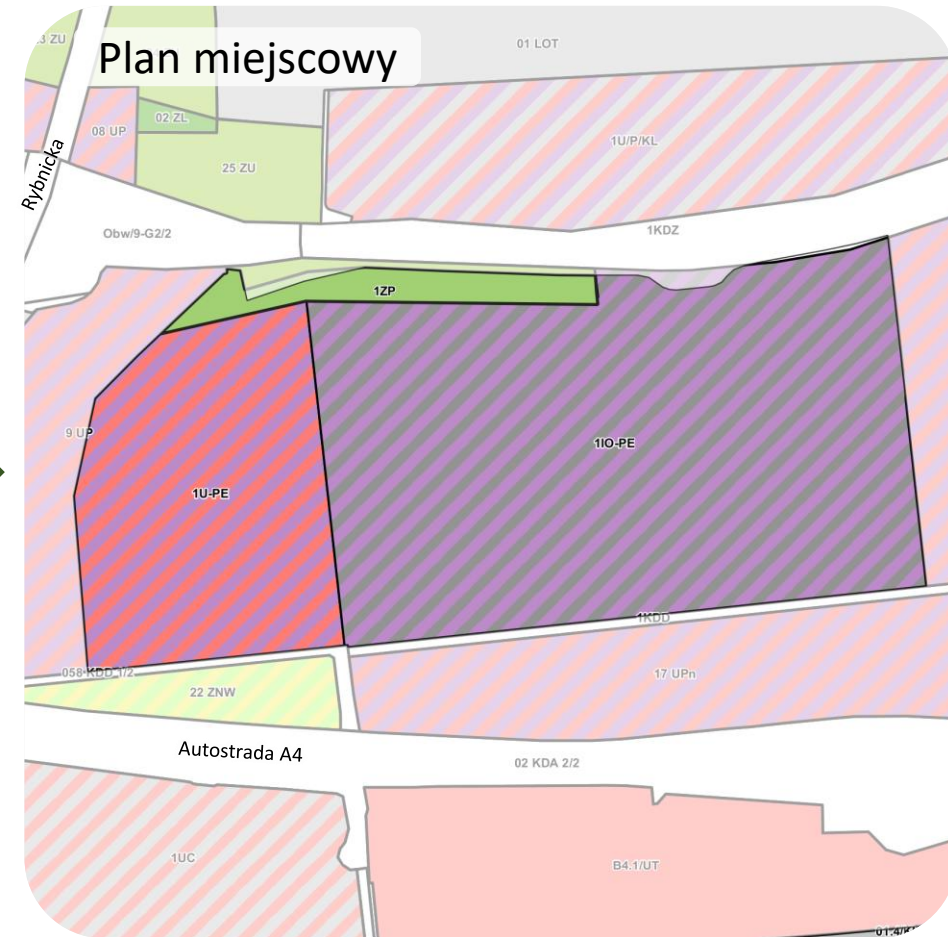 3 ZU
Plan miejscowy
01 LOT
02 ZL
08 UP
1U/P/KL
25 ZU
Rybnicka
Obw/9-G2/2
1KDZ
1ZP
9 UP
1IO-PE
1U-PE
1KDD
058 KDD 1/2
17 UPn
22 ZNW
Autostrada A4
02 KDA 2/2
1UC
B4.1/UT